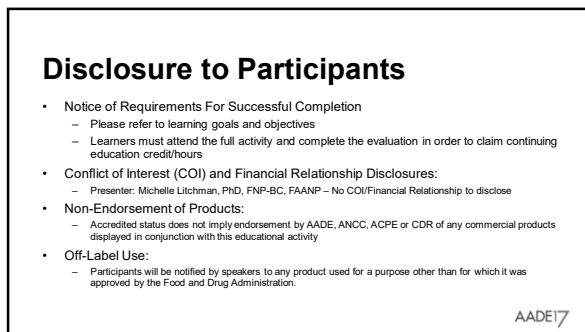 Disclosure to Participants
• Notice of Requirements For Successful Completion
– Please refer to learning goals and objectives
– Learners must attend the full activity and complete the evaluation in order to claim continuing
education credit/hours
• Conflict of Interest (COI) and Financial Relationship Disclosures:
– Presenter: Michelle Litchman, PhD, FNP-BC, FAANP – No COI/Financial Relationship to disclose
• Non-Endorsement of Products:
– Accredited status does not imply endorsement by AADE, ANCC, ACPE or CDR of any commercial products
displayed in conjunction with this educational activity
• Off-Label Use:
– Participants will be notified by speakers to any product used for a purpose other than for which it was
approved by the Food and Drug Administration.
AADE17